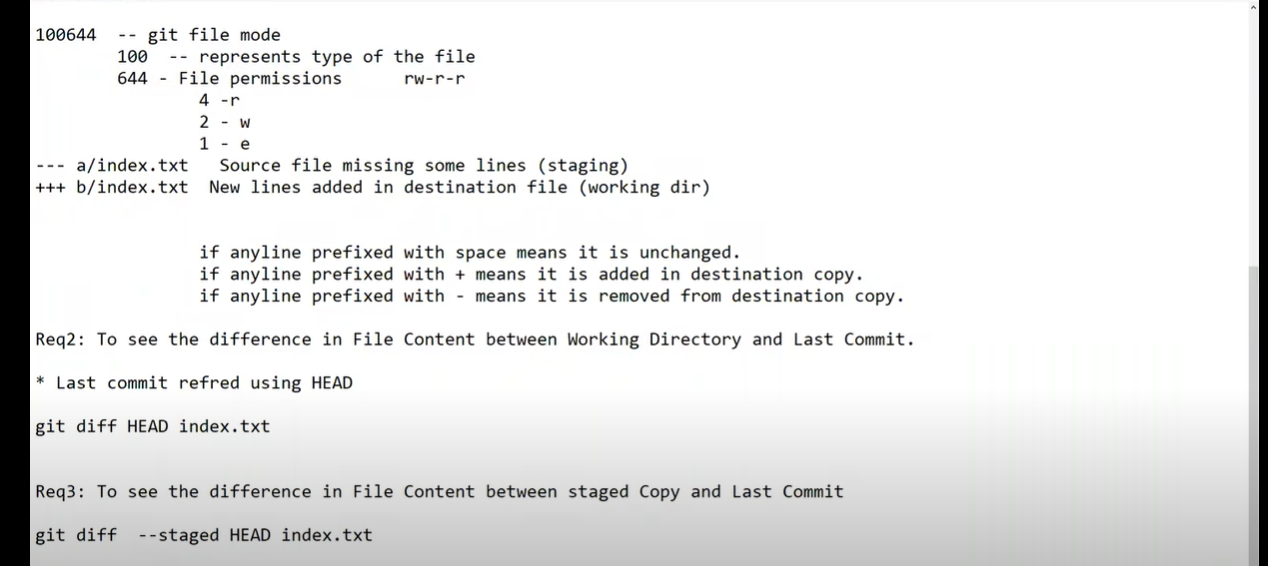 100644  -- git file mode
        100  -- represents type of the file
        644 - File permissions      rw-r-r
                4 -r
                2 - w
                1 - e
--- a/index.txt   Source file missing some lines (staging)
+++ b/index.txt  New lines added in destination file (working dir)
                if anyline prefixed with space means it is unchanged.
                if anyline prefixed with + means it is added in destination copy.
                if anyline prefixed with - means it is removed from destination copy.
Req2: To see the difference in File Content between Working Directory and Last Commit.
* Last commit refred using HEAD
git diff HEAD index.txt
Req3: To see the difference in File Content between staged Copy and Last Commit
git diff  --staged HEAD index.txt